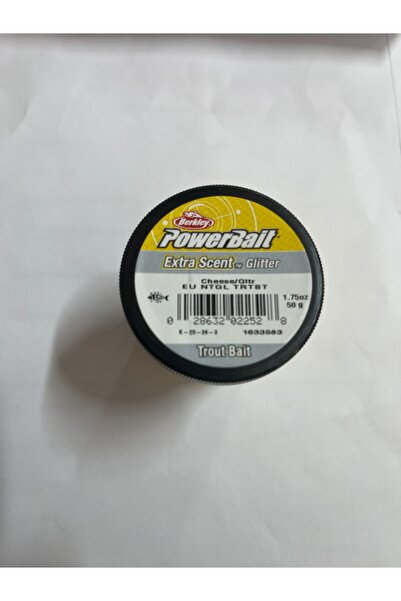 Berkley
PowerBait
Extra Scent™ Glitter
Cheese/Gltr
EU NTGL TRTBT
1.75oz
50 g
0 28632 02252 8
1633583
Trout Bait